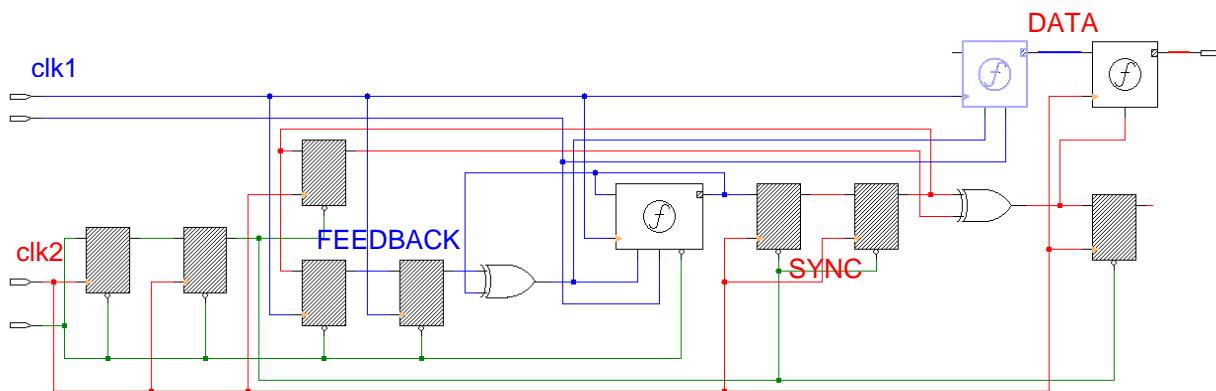 DATA
clk1
FEEDBACK
clk2
SYNC
f
f
f